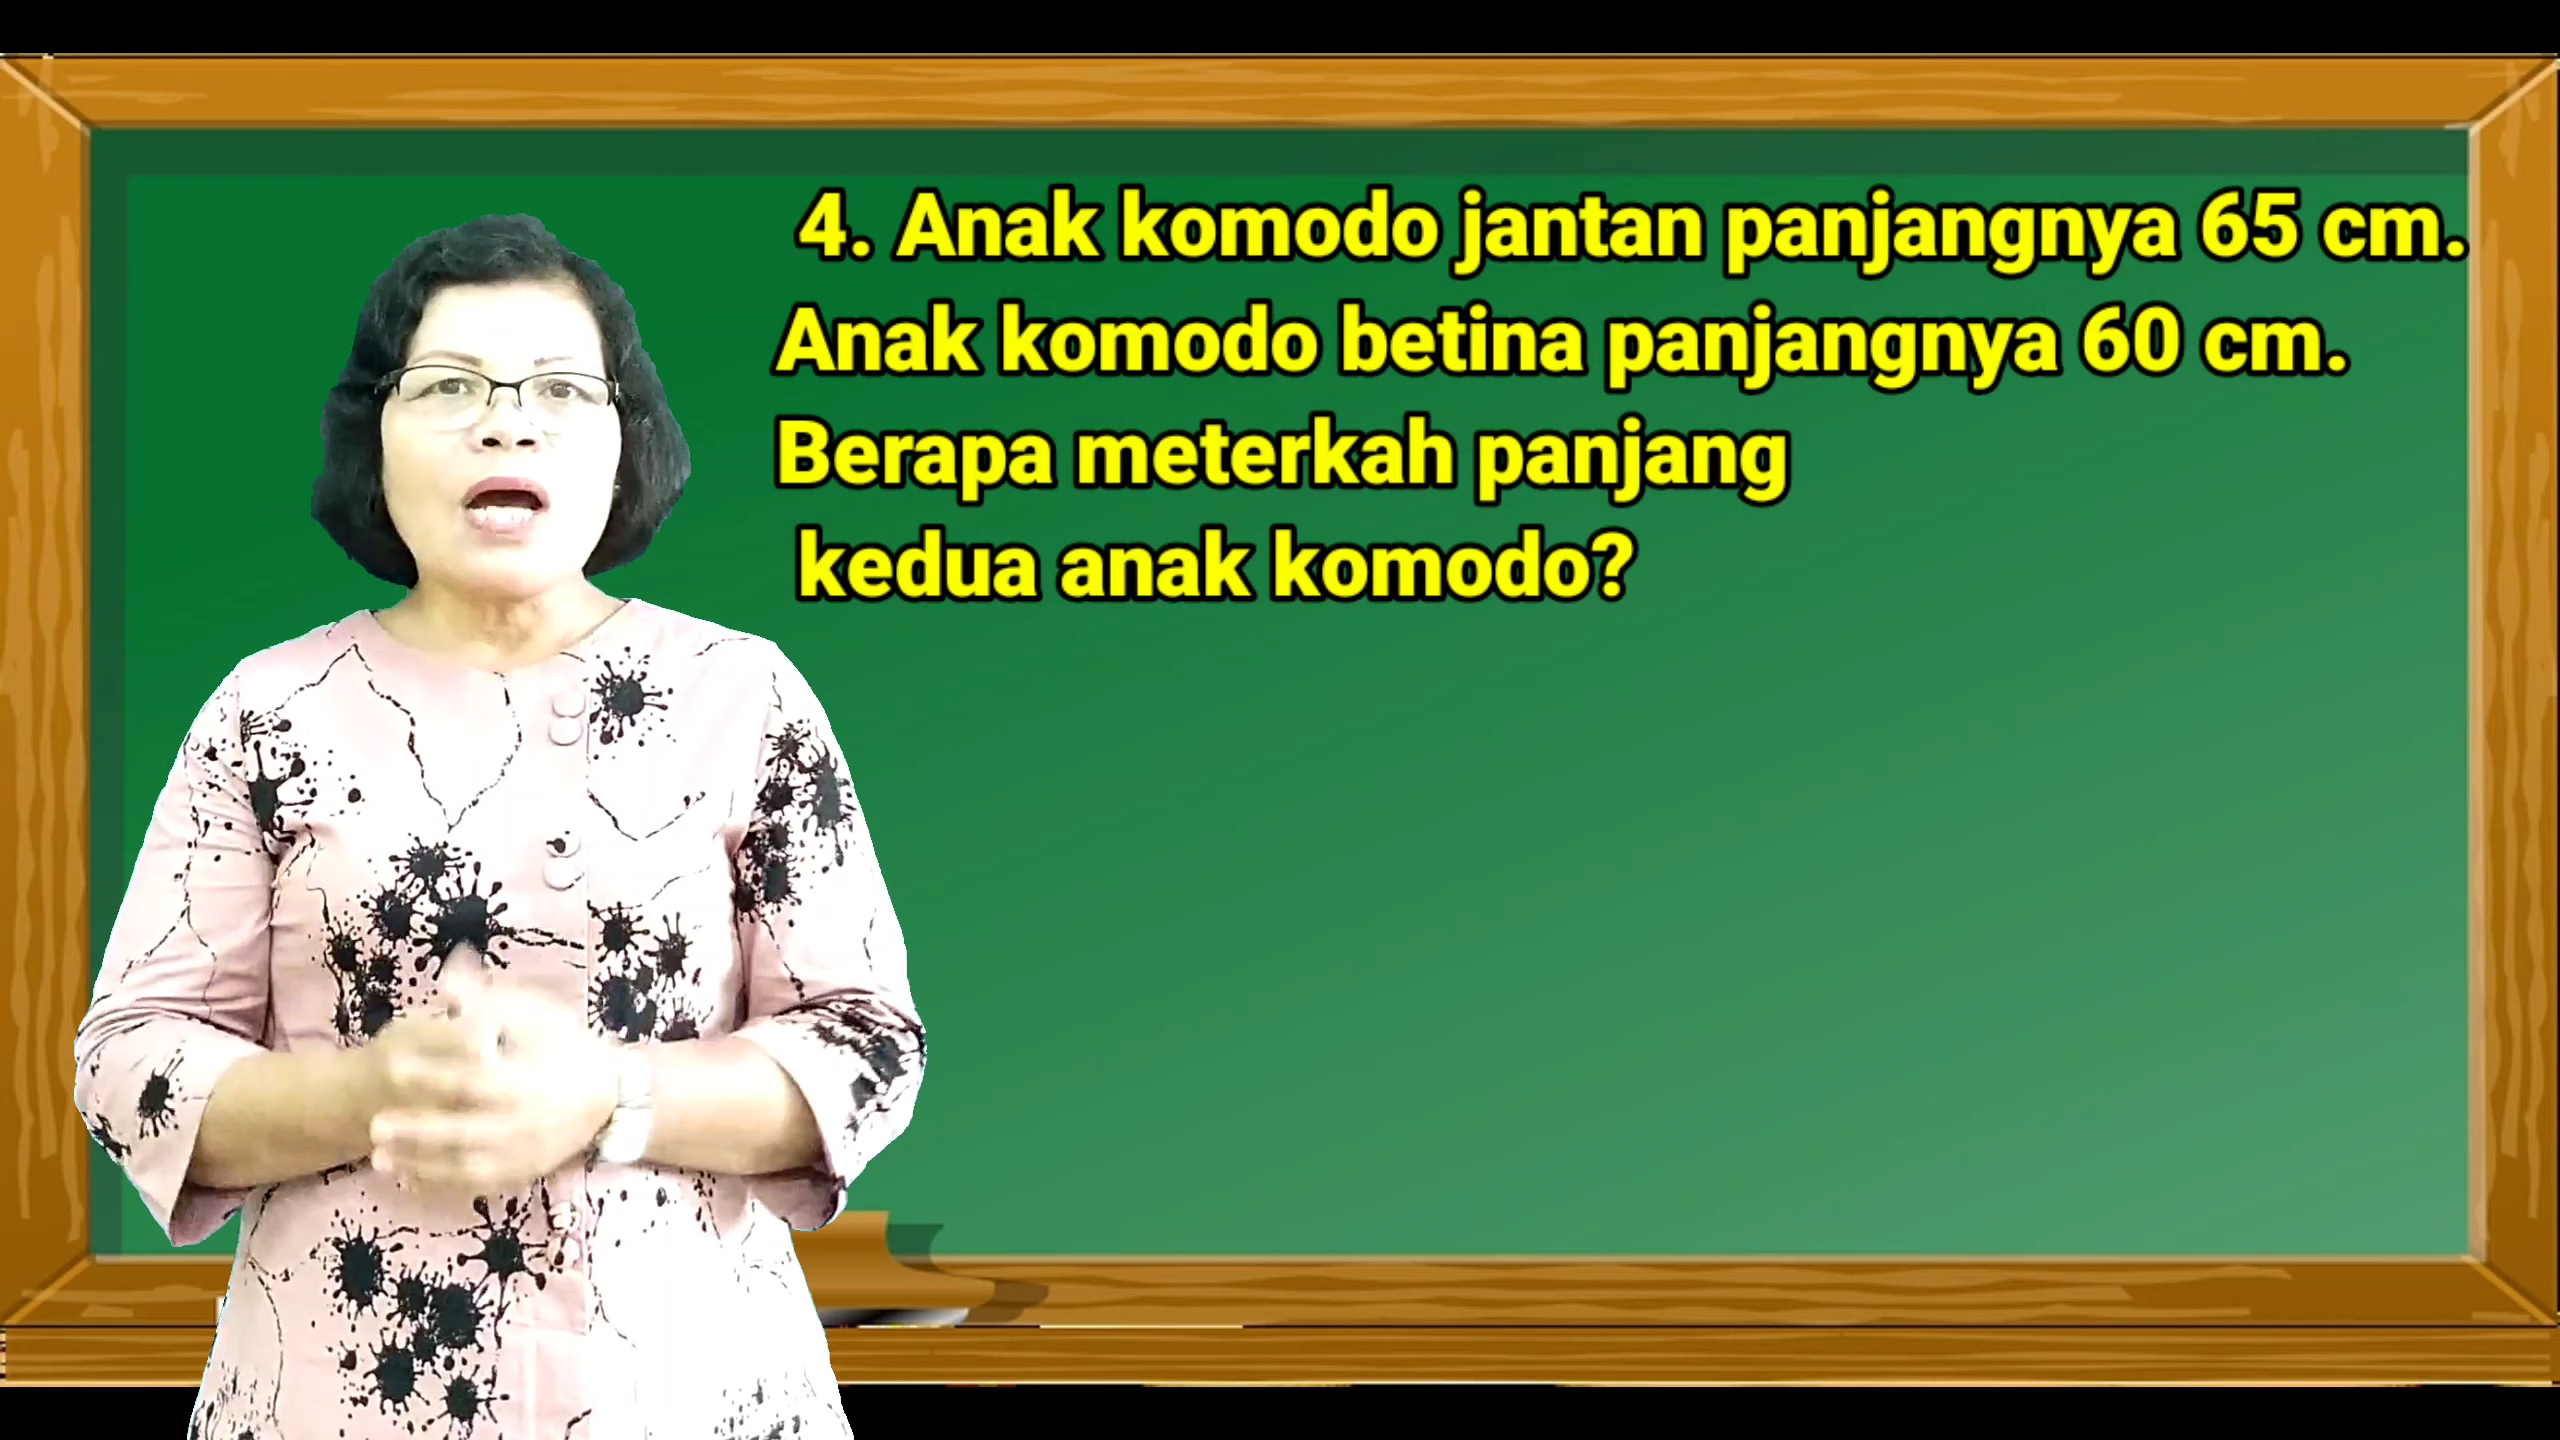 4. Anak komodo jantan panjangnya 65 cm.
Anak komodo betina panjangnya 60 cm.
Berapa meterkah panjang
kedua anak komodo?